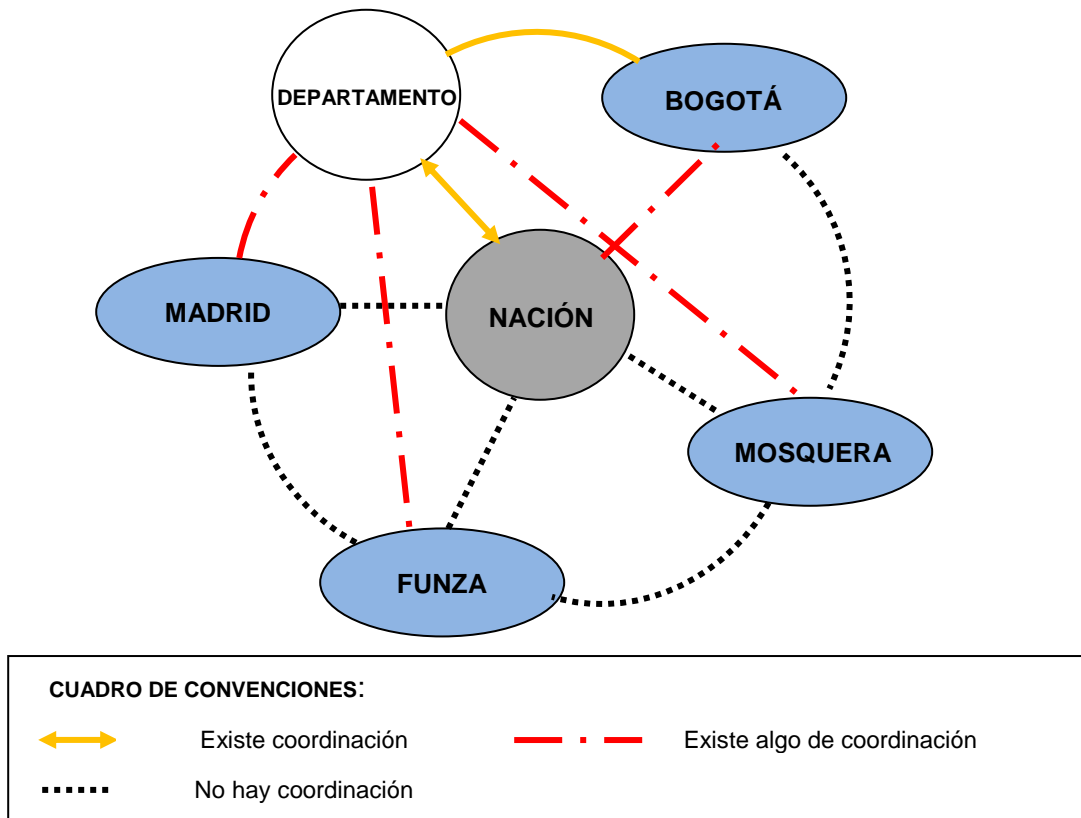 DEPARTAMENTO
BOGOTÁ
MADRID
NACIÓN
MOSQUERA
FUNZA
CUADRO DE CONVENCIONES:
Existe coordinación
Existe algo de coordinación
No hay coordinación